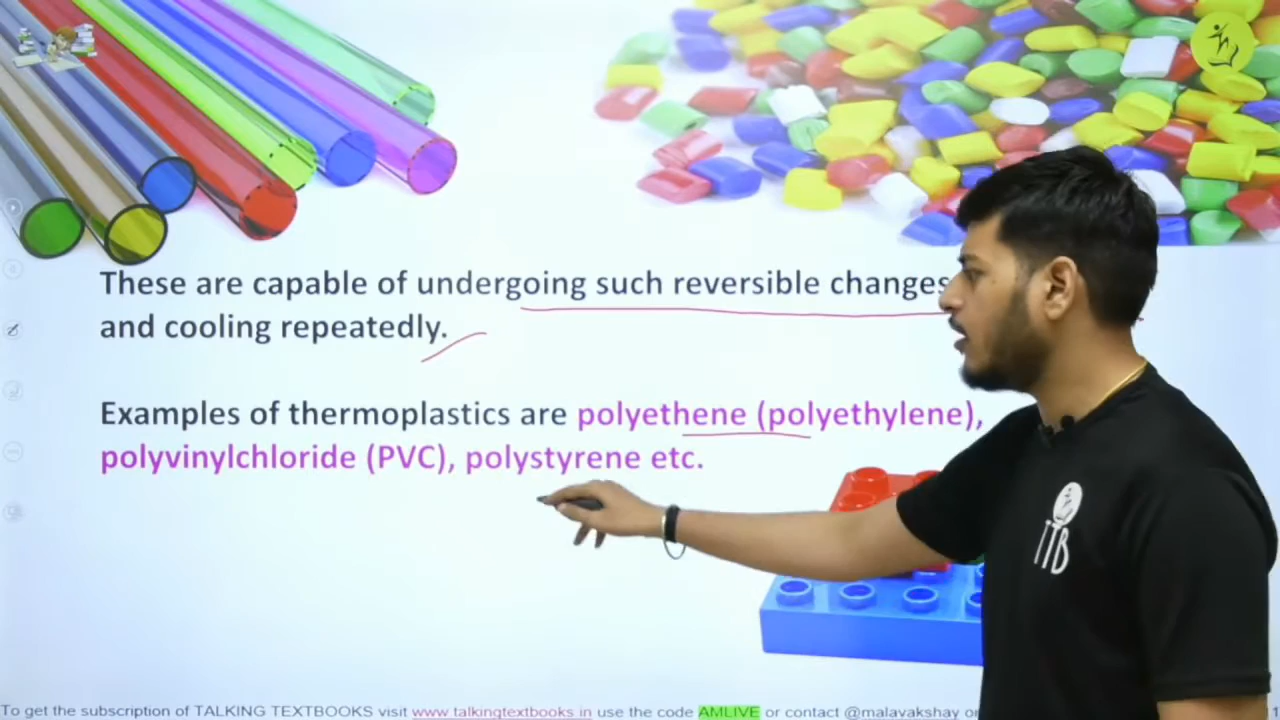 These are capable of undergoing such reversible changes
and cooling repeatedly.
Examples of thermoplastics are polyethene (polyethylene),
polyvinylchloride (PVC), polystyrene etc.
TTB
To get the subscription of TALKING TEXTBOOKS visit www.talkingtextbooks.in use the code AMLIVE or contact @malavakshay